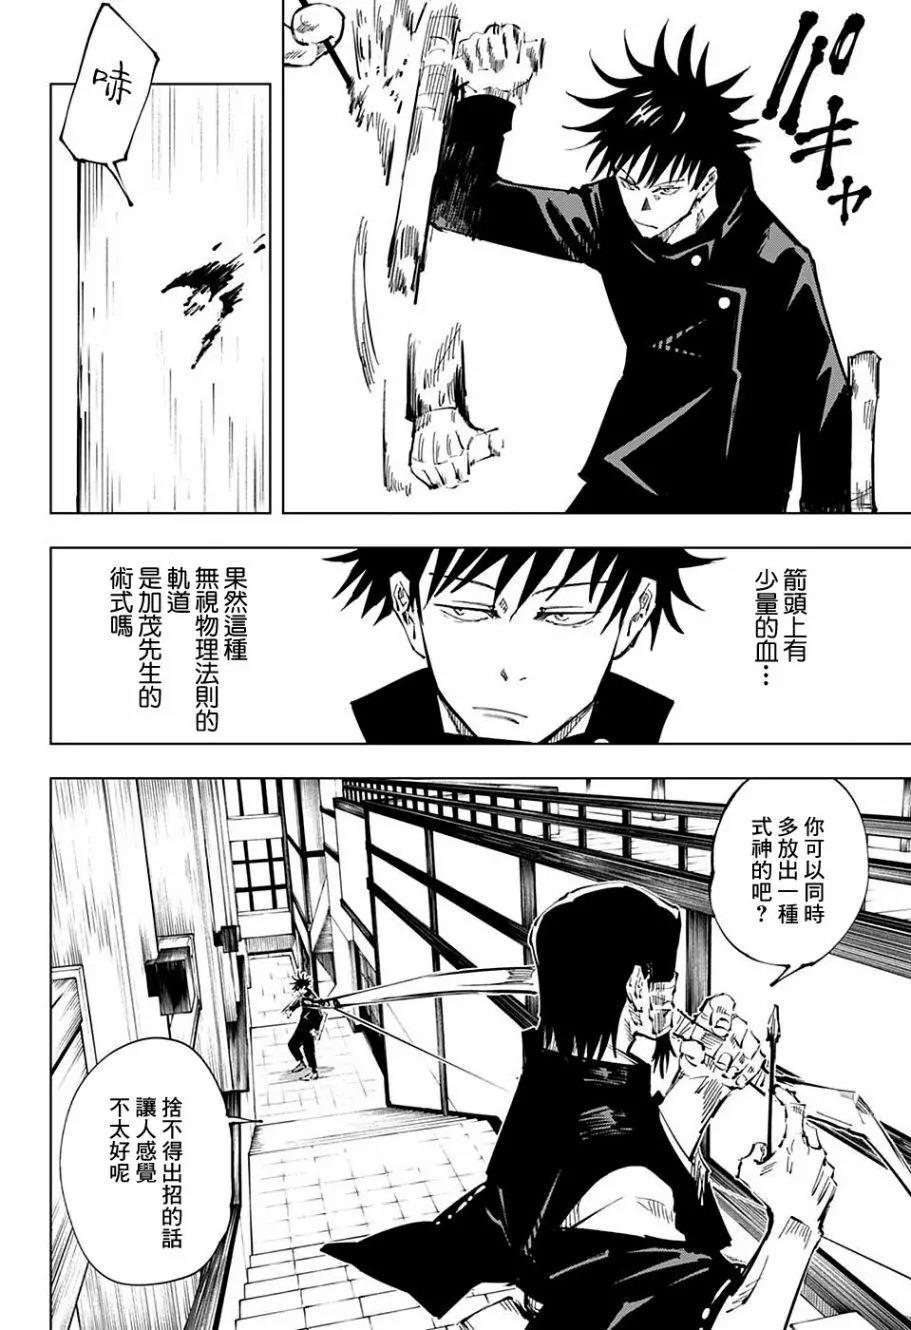 パキャ
咔
箭頭上有
少量的血…
果然這種
無視物理法則的
軌道
是加茂先生的
術式嗎
你可以同時
多放出一種
式神的吧?
捨不得出招的話
讓人感覺
不太好呢